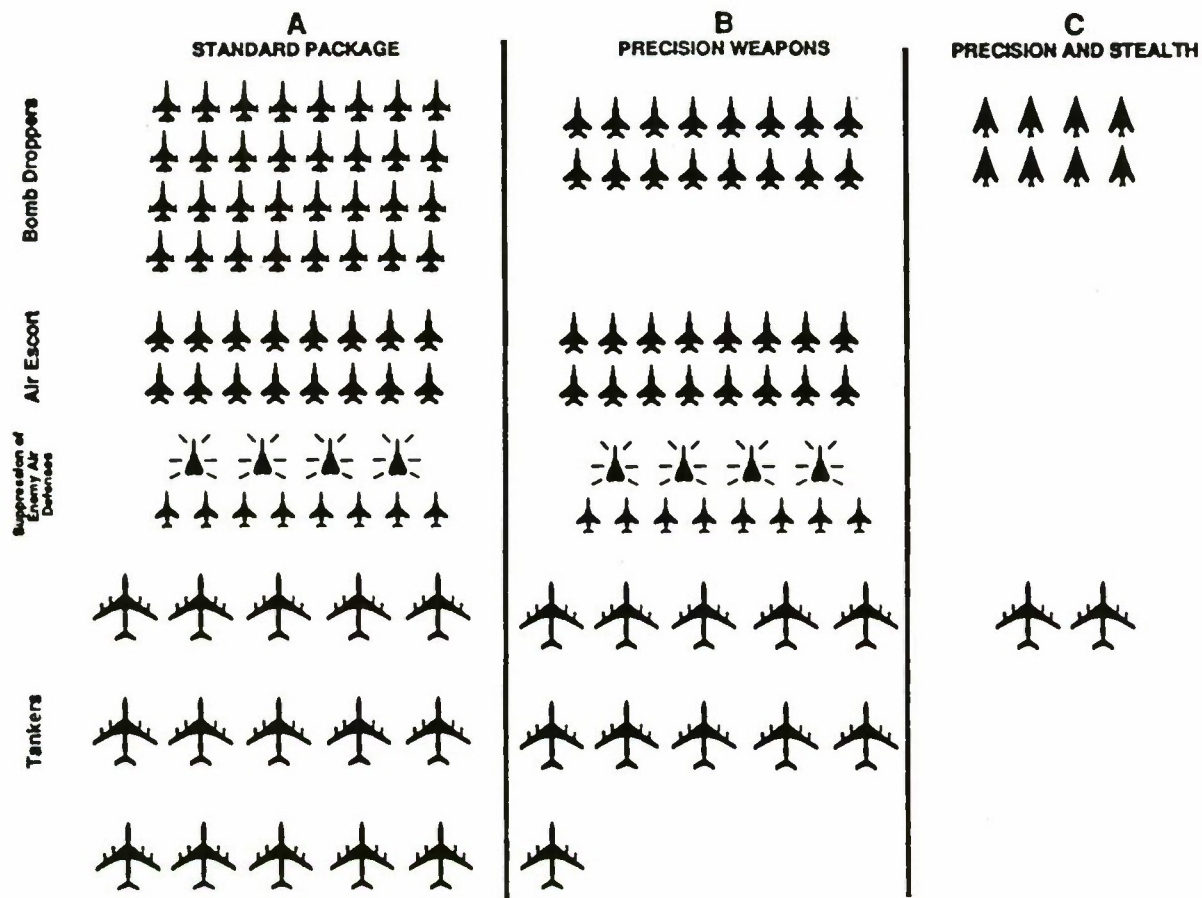 A
STANDARD PACKAGE
B
PRECISION WEAPONS
C
PRECISION AND STEALTH
Bomb Droppers
Air Escort
Suppression of
Enemy Air
Defenses
Tankers